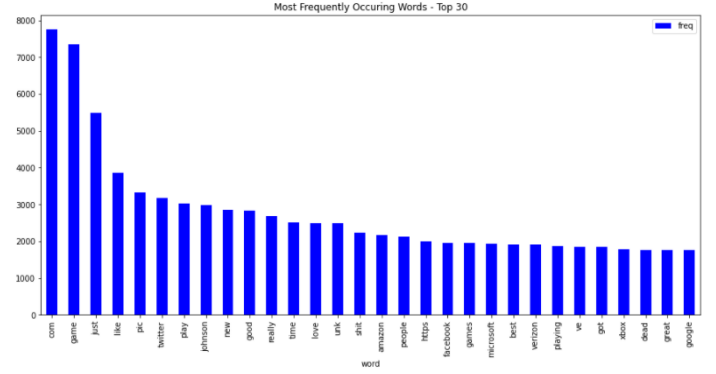 Most Frequently Occuring Words - Top 30
freq
8000
7000
6000
5000
4000
3000
2000
1000
0
com
game
just
like
pic
twitter
play
johnson
new
good
really
time
love
unk
shit
amazon
people
https
facebook
games
microsoft
best
verizon
playing
ve
got
xbox
dead
great
google
word